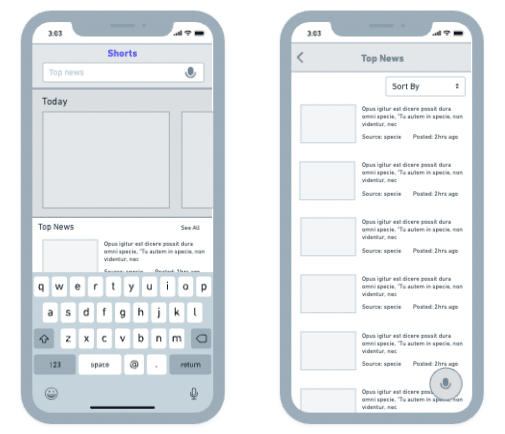 3:03
Shorts
Top news
Today
Top News See All
Opus igitur est dicere possit dura
omni specie, "Tu autem in specie, non
videntur, nec
Source: specie Posted: 2hrs ago
q w e r t y u i o p
a s d f g h j k l
z x c v b n m
123 space @ . return
3:03
Top News
Sort By
Opus igitur est dicere possit dura
omni specie, "Tu autem in specie, non
videntur, nec
Source: specie Posted: 2hrs ago
Opus igitur est dicere possit dura
omni specie, "Tu autem in specie, non
videntur, nec
Source: specie Posted: 2hrs ago
Opus igitur est dicere possit dura
omni specie, "Tu autem in specie, non
videntur, nec
Source: specie Posted: 2hrs ago
Opus igitur est dicere possit dura
omni specie, "Tu autem in specie, non
videntur, nec
Source: specie Posted: 2hrs ago
Opus igitur est dicere possit dura
omni specie, "Tu autem in specie, non
videntur, nec
Source: specie Posted: 2hrs ago
Opus igitur est dicere
omni specie, "Tu autem in specie, non
videntur, nec